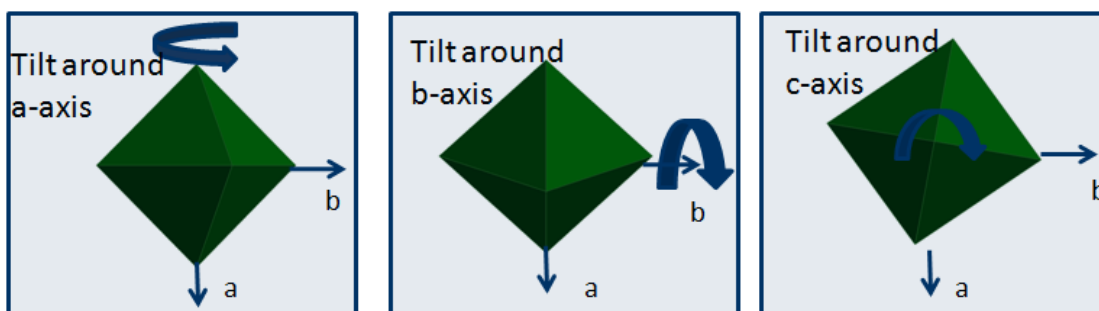 Tilt around
a-axis
b
a
Tilt around
b-axis
b
a
Tilt around
c-axis
b
a